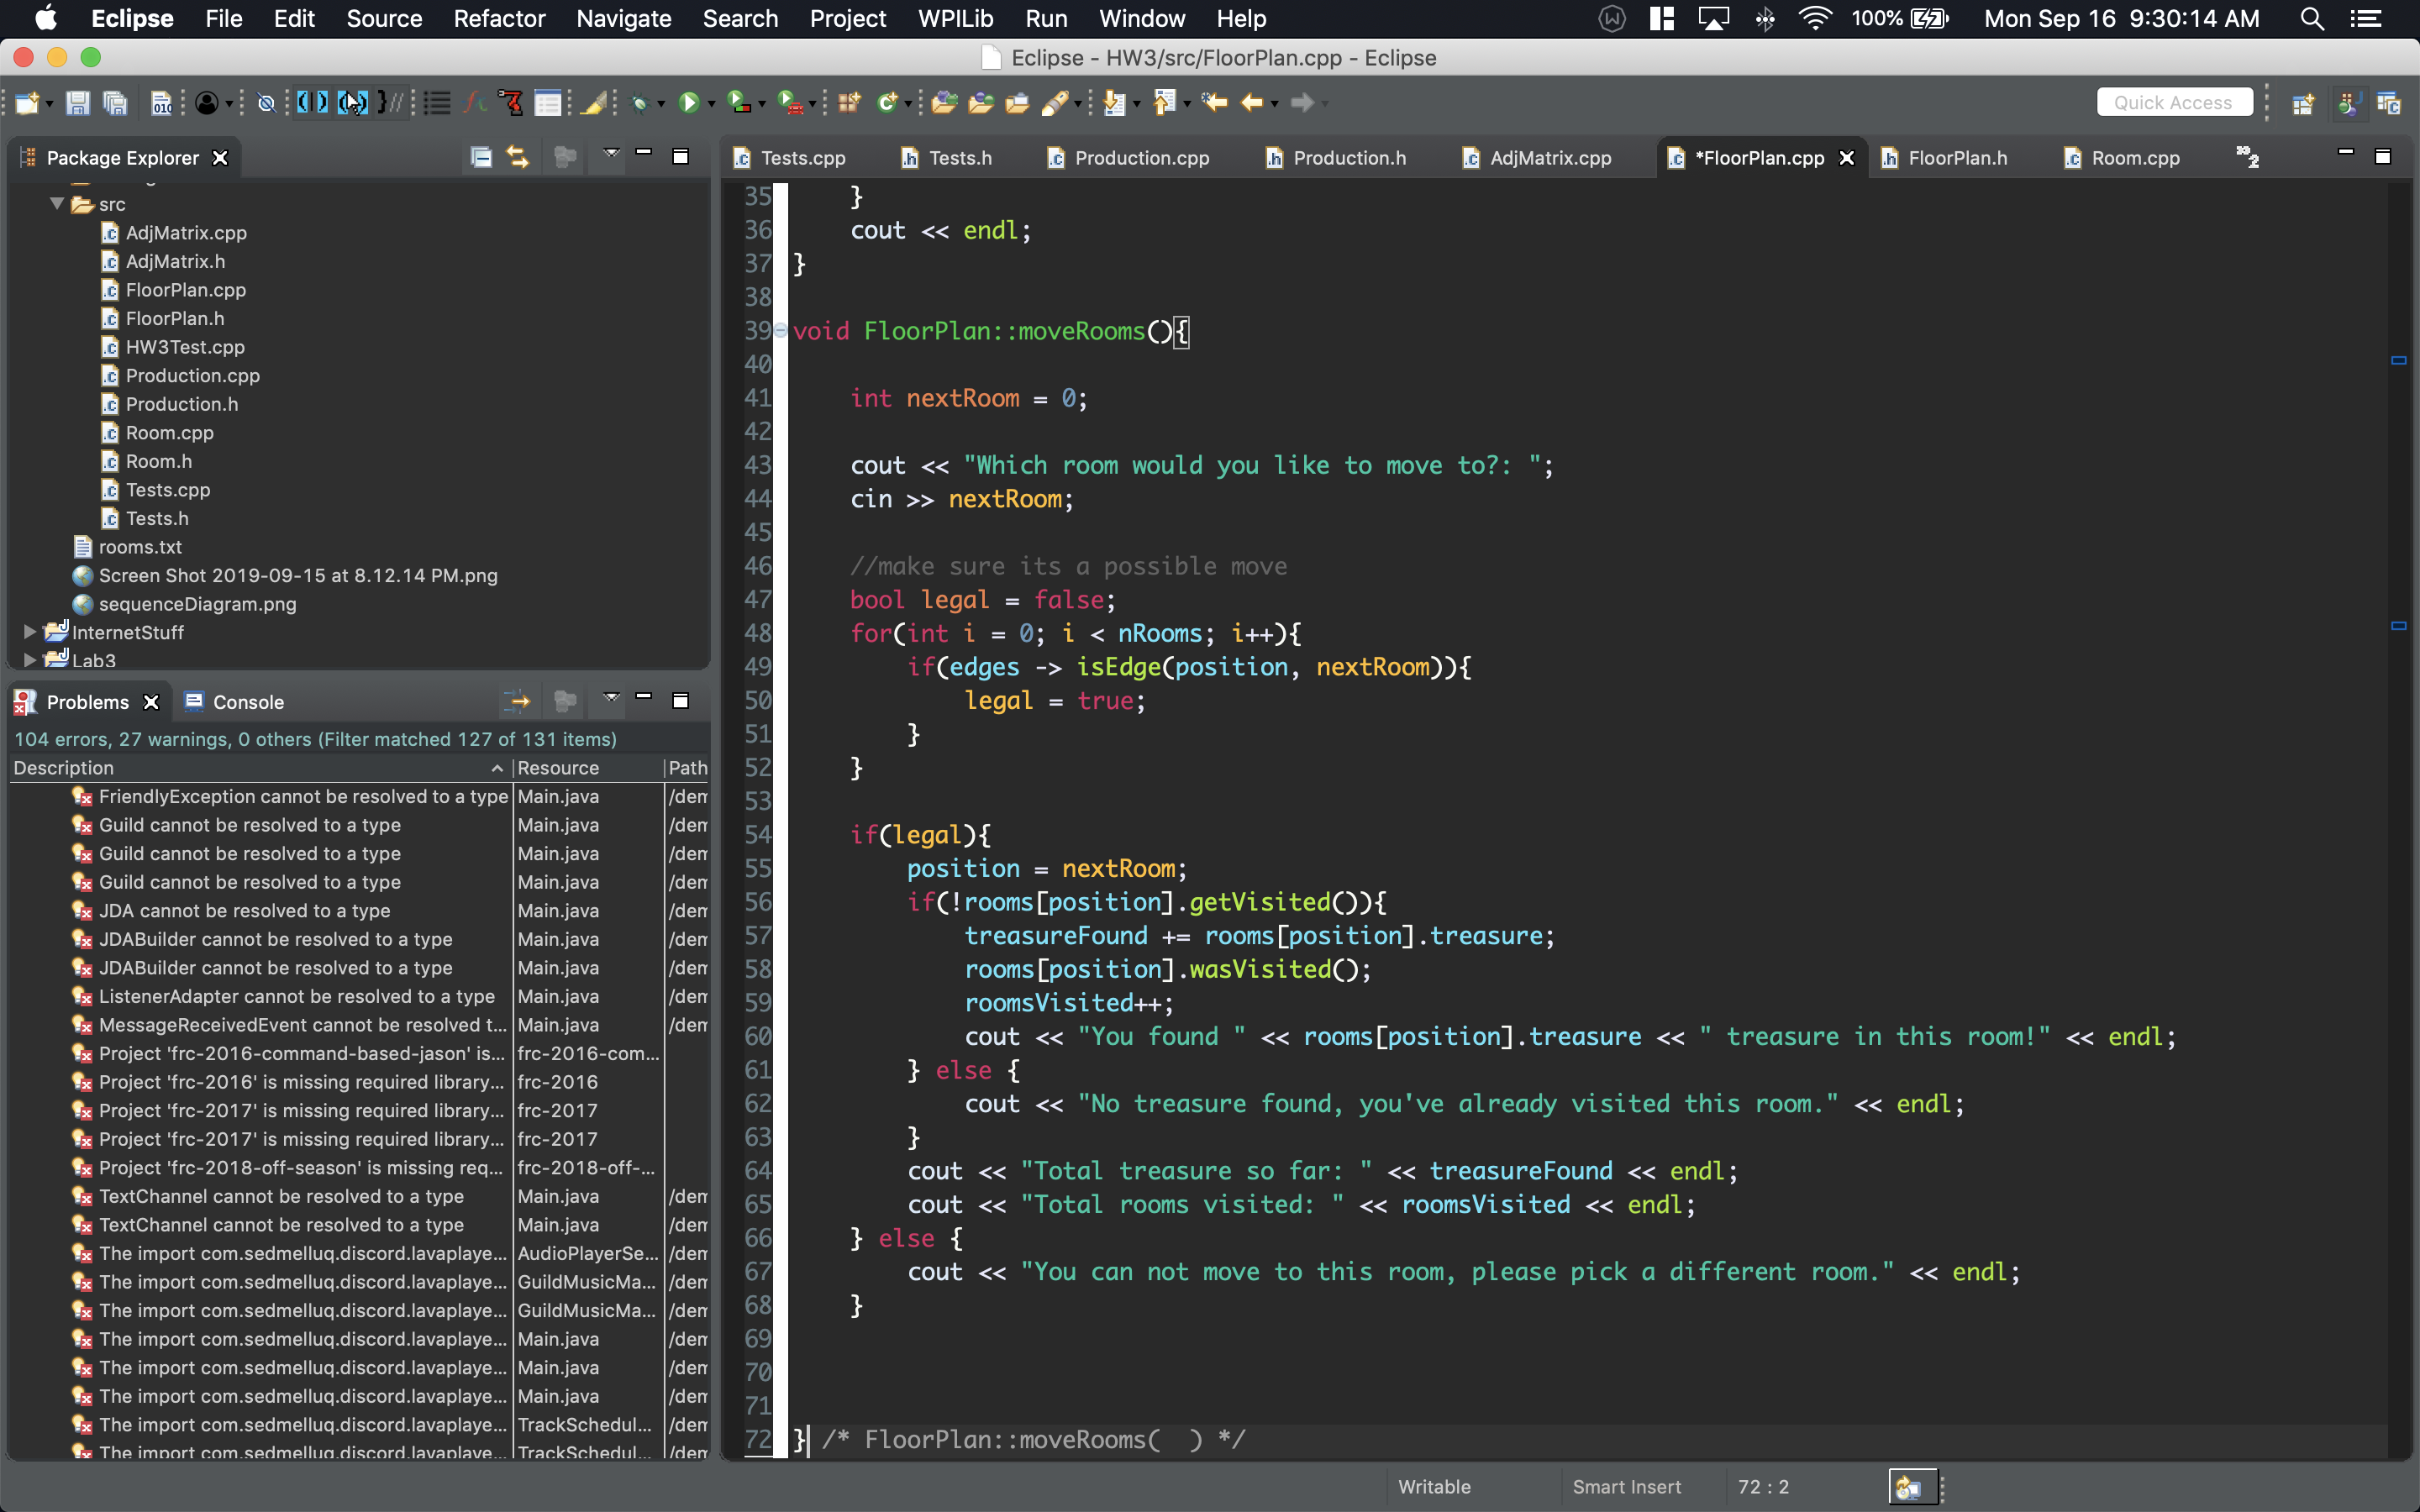 Eclipse File Edit Source Refactor Navigate Search Project WPILib Run Window Help 100% Mon Sep 16 9:30:14 AM
Eclipse - HW3/src/FloorPlan.cpp - Eclipse
Quick Access
Package Explorer
src
AdjMatrix.cpp
AdjMatrix.h
FloorPlan.cpp
FloorPlan.h
HW3Test.cpp
Production.cpp
Production.h
Room.cpp
Room.h
Tests.cpp
Tests.h
rooms.txt
Screen Shot 2019-09-15 at 8.12.14 PM.png
sequenceDiagram.png
InternetStuff
Lab3
Problems Console
104 errors, 27 warnings, 0 others (Filter matched 127 of 131 items)
Description Resource Path
FriendlyException cannot be resolved to a type Main.java /dem
Guild cannot be resolved to a type Main.java /dem
Guild cannot be resolved to a type Main.java /dem
Guild cannot be resolved to a type Main.java /dem
JDA cannot be resolved to a type Main.java /dem
JDABuilder cannot be resolved to a type Main.java /dem
JDABuilder cannot be resolved to a type Main.java /dem
ListenerAdapter cannot be resolved to a type Main.java /dem
MessageReceivedEvent cannot be resolved t... Main.java /dem
Project 'frc-2016-command-based-jason' is... frc-2016-com...
Project 'frc-2016' is missing required library... frc-2016
Project 'frc-2017' is missing required library... frc-2017
Project 'frc-2017' is missing required library... frc-2017
Project 'frc-2018-off-season' is missing req... frc-2018-off-...
TextChannel cannot be resolved to a type Main.java /dem
TextChannel cannot be resolved to a type Main.java /dem
The import com.sedmelluq.discord.lavaplaye... AudioPlayerSe... /dem
The import com.sedmelluq.discord.lavaplaye... GuildMusicMa... /dem
The import com.sedmelluq.discord.lavaplaye... GuildMusicMa... /dem
The import com.sedmelluq.discord.lavaplaye... Main.java /dem
The import com.sedmelluq.discord.lavaplaye... Main.java /dem
The import com.sedmelluq.discord.lavaplaye... Main.java /dem
The import com.sedmelluq.discord.lavaplaye... TrackSchedul... /dem
The import com.sedmelluq.discord.lavaplaye... TrackSchedul... /dem
Tests.cpp Tests.h Production.cpp Production.h AdjMatrix.cpp *FloorPlan.cpp FloorPlan.h Room.cpp 2
35 }
36 cout << endl;
37 }
38
39 void FloorPlan::moveRooms(){
40
41 int nextRoom = 0;
42
43 cout << "Which room would you like to move to?: ";
44 cin >> nextRoom;
45
46 //make sure its a possible move
47 bool legal = false;
48 for(int i = 0; i < nRooms; i++){
49 if(edges -> isEdge(position, nextRoom)){
50 legal = true;
51 }
52 }
53
54 if(legal){
55 position = nextRoom;
56 if(!rooms[position].getVisited()){
57 treasureFound += rooms[position].treasure;
58 rooms[position].wasVisited();
59 roomsVisited++;
60 cout << "You found " << rooms[position].treasure << " treasure in this room!" << endl;
61 } else {
62 cout << "No treasure found, you've already visited this room." << endl;
63 }
64 cout << "Total treasure so far: " << treasureFound << endl;
65 cout << "Total rooms visited: " << roomsVisited << endl;
66 } else {
67 cout << "You can not move to this room, please pick a different room." << endl;
68 }
69
70
71
72 } /* FloorPlan::moveRooms( ) */
Writable Smart Insert 72 : 2